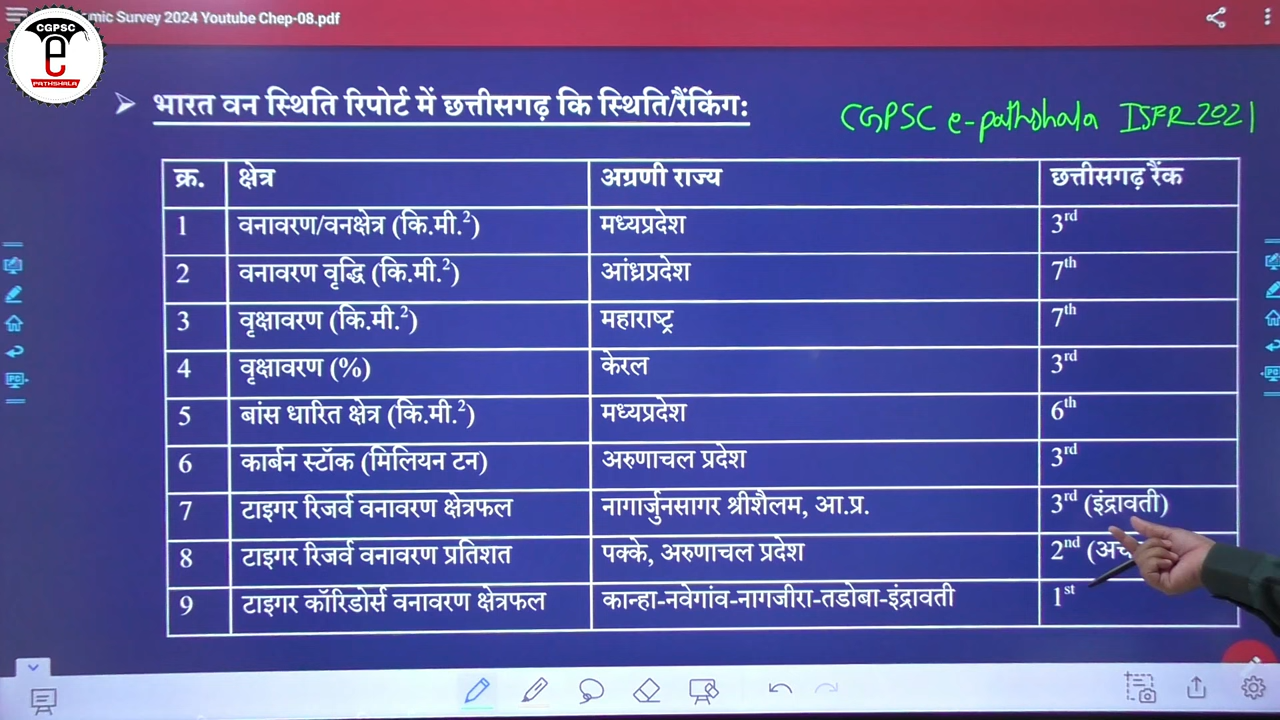 mic Survey 2024 Youtube Chep-08.pdf
CGPSC
e
PATHSHALA
भारत वन स्थिति रिपोर्ट में छत्तीसगढ़ कि स्थिति/रैंकिंग:
CGPSC e-pathshala ISFR 2021
क्र. क्षेत्र अग्रणी राज्य छत्तीसगढ़ रैंक
1 वनावरण/वनक्षेत्र (कि.मी.²) मध्यप्रदेश 3rd
2 वनावरण वृद्धि (कि.मी.²) आंध्रप्रदेश 7th
3 वृक्षावरण (कि.मी.²) महाराष्ट्र 7th
4 वृक्षावरण (%) केरल 3rd
5 बांस धारित क्षेत्र (कि.मी.²) मध्यप्रदेश 6th
6 कार्बन स्टॉक (मिलियन टन) अरुणाचल प्रदेश 3rd
7 टाइगर रिजर्व वनावरण क्षेत्रफल नागार्जुनसागर श्रीशैलम, आ.प्र. 3rd (इंद्रावती)
8 टाइगर रिजर्व वनावरण प्रतिशत पक्के, अरुणाचल प्रदेश 2nd
9 टाइगर कॉरिडोर्स वनावरण क्षेत्रफल कान्हा-नवेगांव-नागजीरा-तडोबा-इंद्रावती 1st